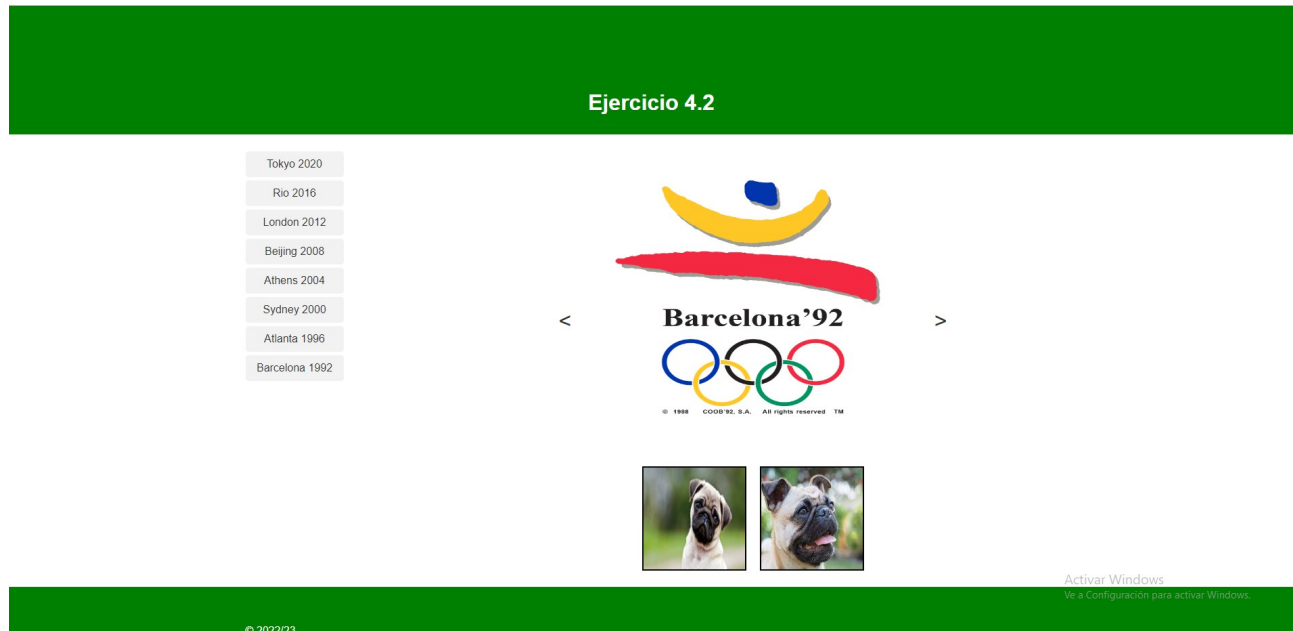 Ejercicio 4.2
Tokyo 2020
Rio 2016
London 2012
Beijing 2008
Athens 2004
Sydney 2000
Atlanta 1996
Barcelona 1992
< Barcelona’92 >
© 1988 COOB'92. S.A. All rights reserved TM
Activar Windows
Ve a Configuración para activar Windows.
© 2022/23